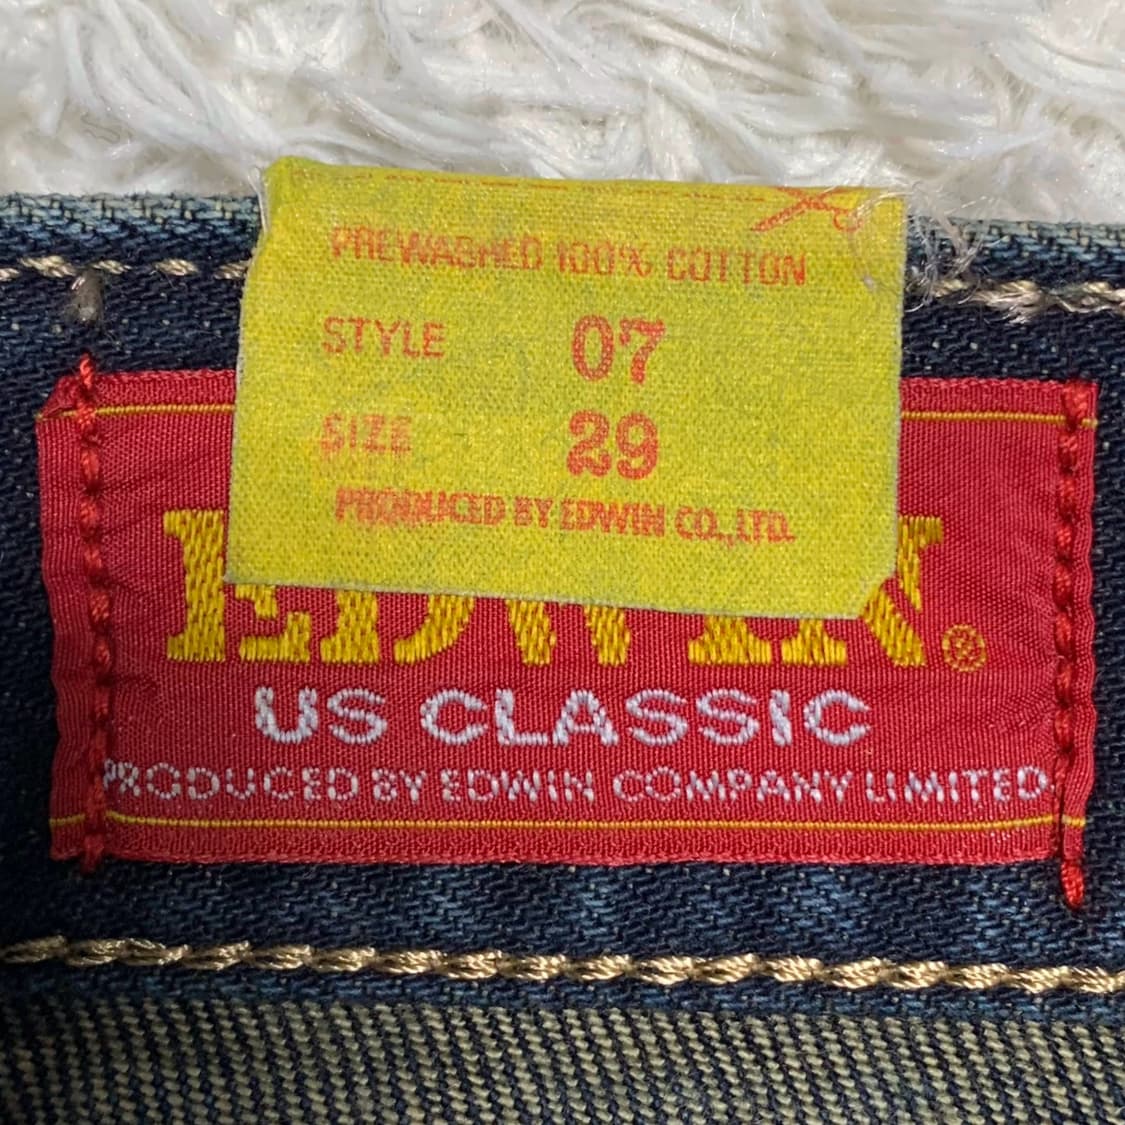 PREWASHED 100% COTTON
STYLE 07
SIZE 29
PRODUCED BY EDWIN CO., LTD.
EDWIN®
US CLASSIC
PRODUCED BY EDWIN COMPANY LIMITED